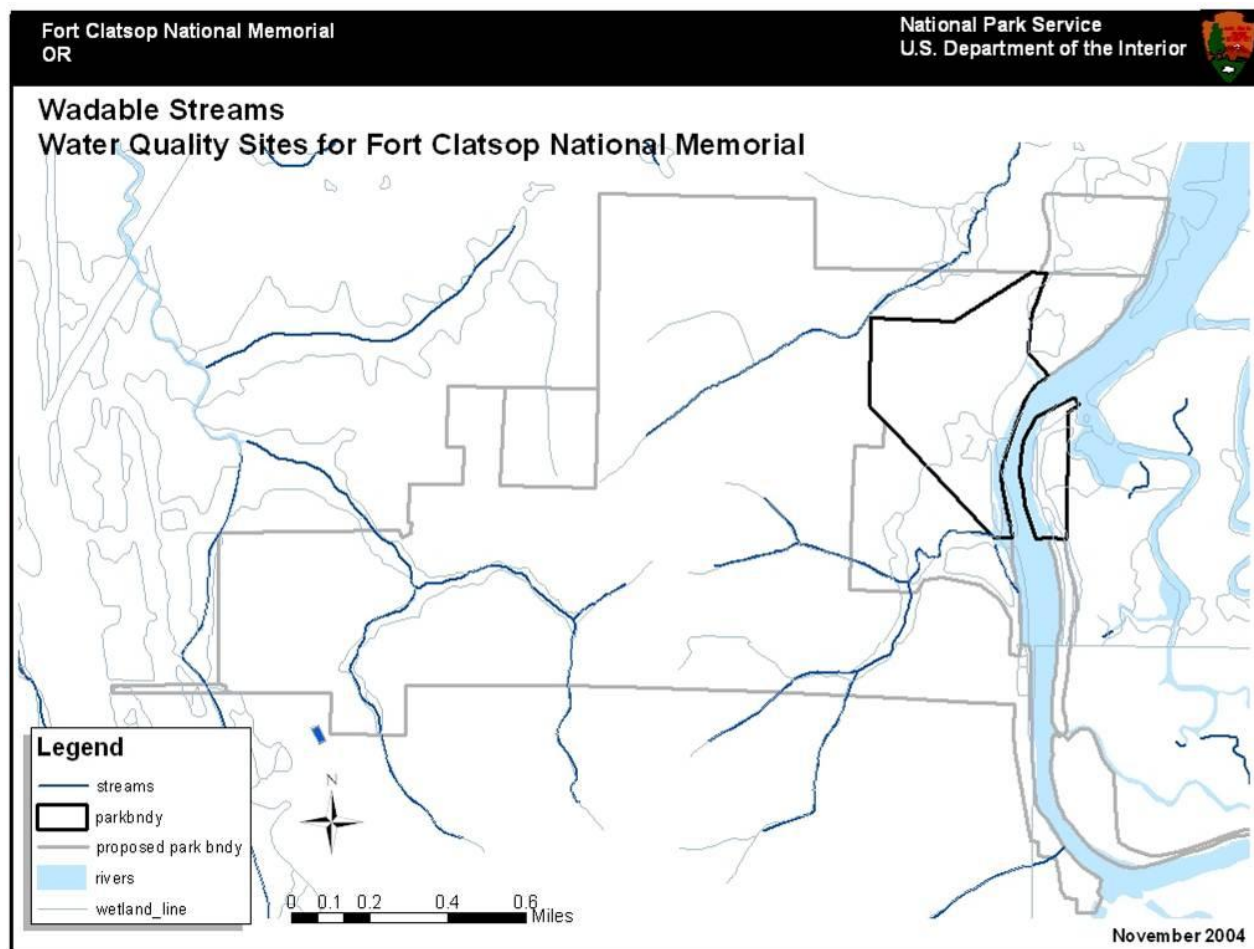 Fort Clatsop National Memorial
OR
National Park Service
U.S. Department of the Interior
Wadable Streams
Water Quality Sites for Fort Clatsop National Memorial
Legend
streams
parkbndy
proposed park bndy
rivers
wetland_line
N
0 0.1 0.2 0.4 0.6
Miles
November 2004